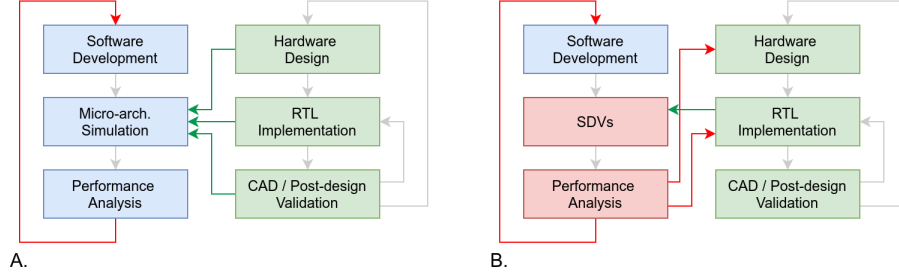 Software
Development
Hardware
Design
Micro-arch.
Simulation
RTL
Implementation
Performance
Analysis
CAD / Post-design
Validation
A.
Software
Development
Hardware
Design
SDVs
RTL
Implementation
Performance
Analysis
CAD / Post-design
Validation
B.